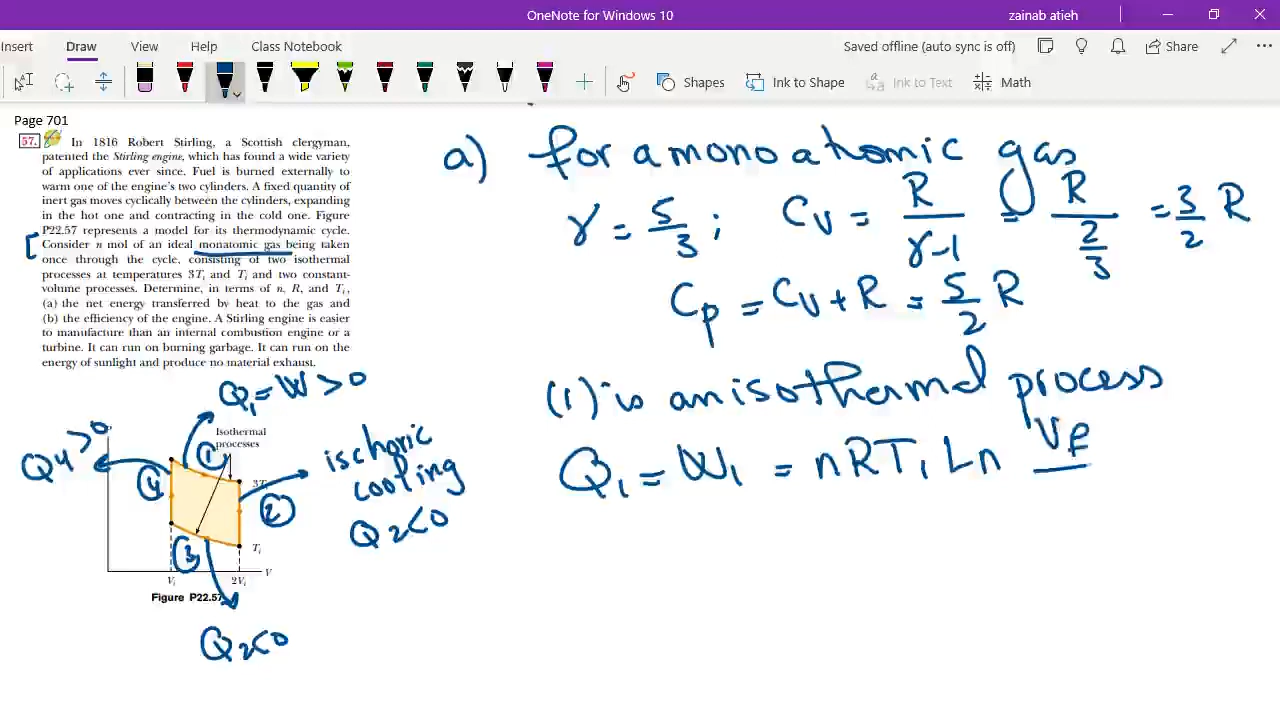 OneNote for Windows 10
zainab atieh
Insert Draw View Help Class Notebook
Saved offline (auto sync is off)
Share
Shapes Ink to Shape Ink to Text Math
Page 701
57. In 1816 Robert Stirling, a Scottish clergyman,
patented the Stirling engine, which has found a wide variety
of applications ever since. Fuel is burned externally to
warm one of the engine's two cylinders. A fixed quantity of
inert gas moves cyclically between the cylinders, expanding
in the hot one and contracting in the cold one. Figure
P22.57 represents a model for its thermodynamic cycle.
Consider n mol of an ideal monatomic gas being taken
once through the cycle, consisting of two isothermal
processes at temperatures 3Ti and Ti and two constant-
volume processes. Determine, in terms of n, R, and Ti,
(a) the net energy transferred by heat to the gas and
(b) the efficiency of the engine. A Stirling engine is easier
to manufacture than an internal combustion engine or a
turbine. It can run on burning garbage. It can run on the
energy of sunlight and produce no material exhaust.
Q1 = W > 0
Isothermal
processes
Q4 > 0
1
2
3
4
3Ti
Ti
Vi 2Vi V
Figure P22.57
ischoric
cooling
Q2 < 0
Q2 < 0
a) for a mono atomic gas
γ = 5/3 ; Cv = R/(γ-1) = R/(2/3) = 3/2 R
Cp = Cv + R = 5/2 R
(1) is an isothermal process
Q1 = W1 = nRT1 Ln Vf